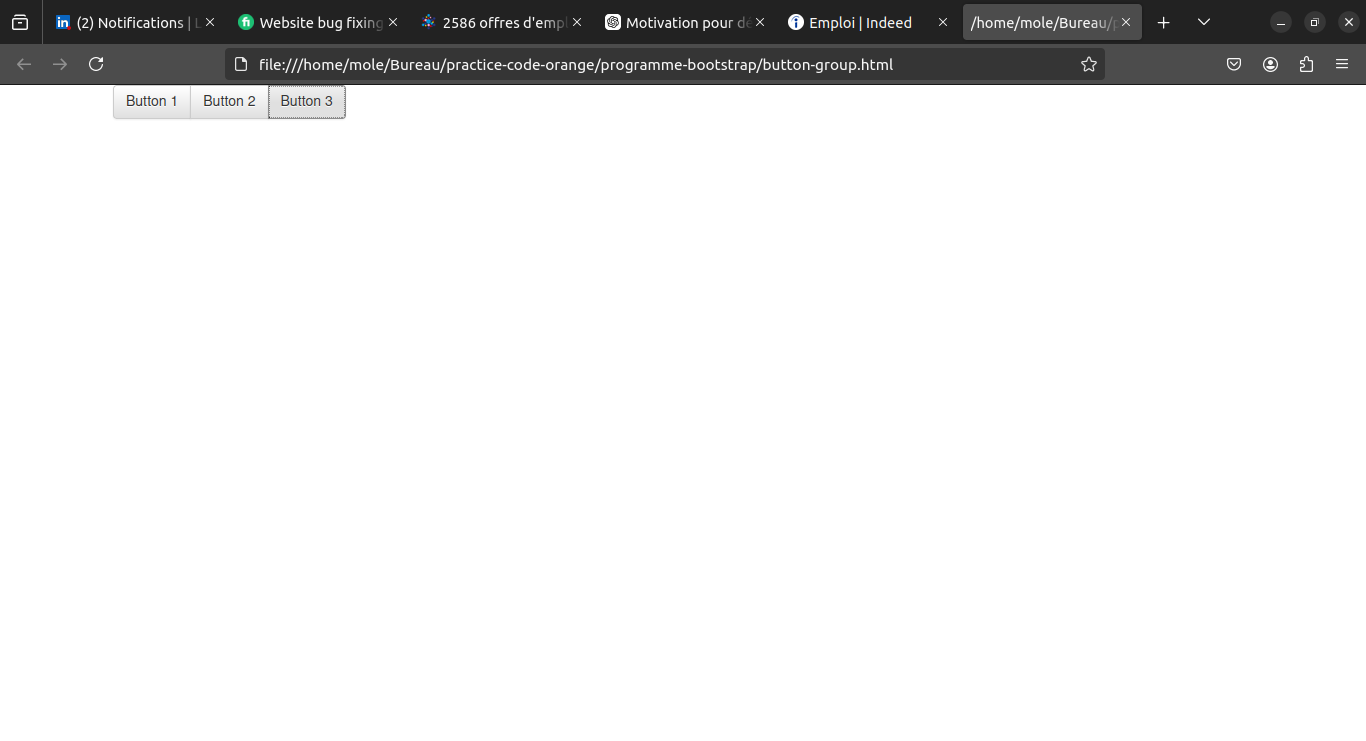 (2) Notifications | L
Website bug fixing
2586 offres d'empl
Motivation pour dé
Emploi | Indeed
/home/mole/Bureau/p
file:///home/mole/Bureau/practice-code-orange/programme-bootstrap/button-group.html
Button 1 Button 2 Button 3